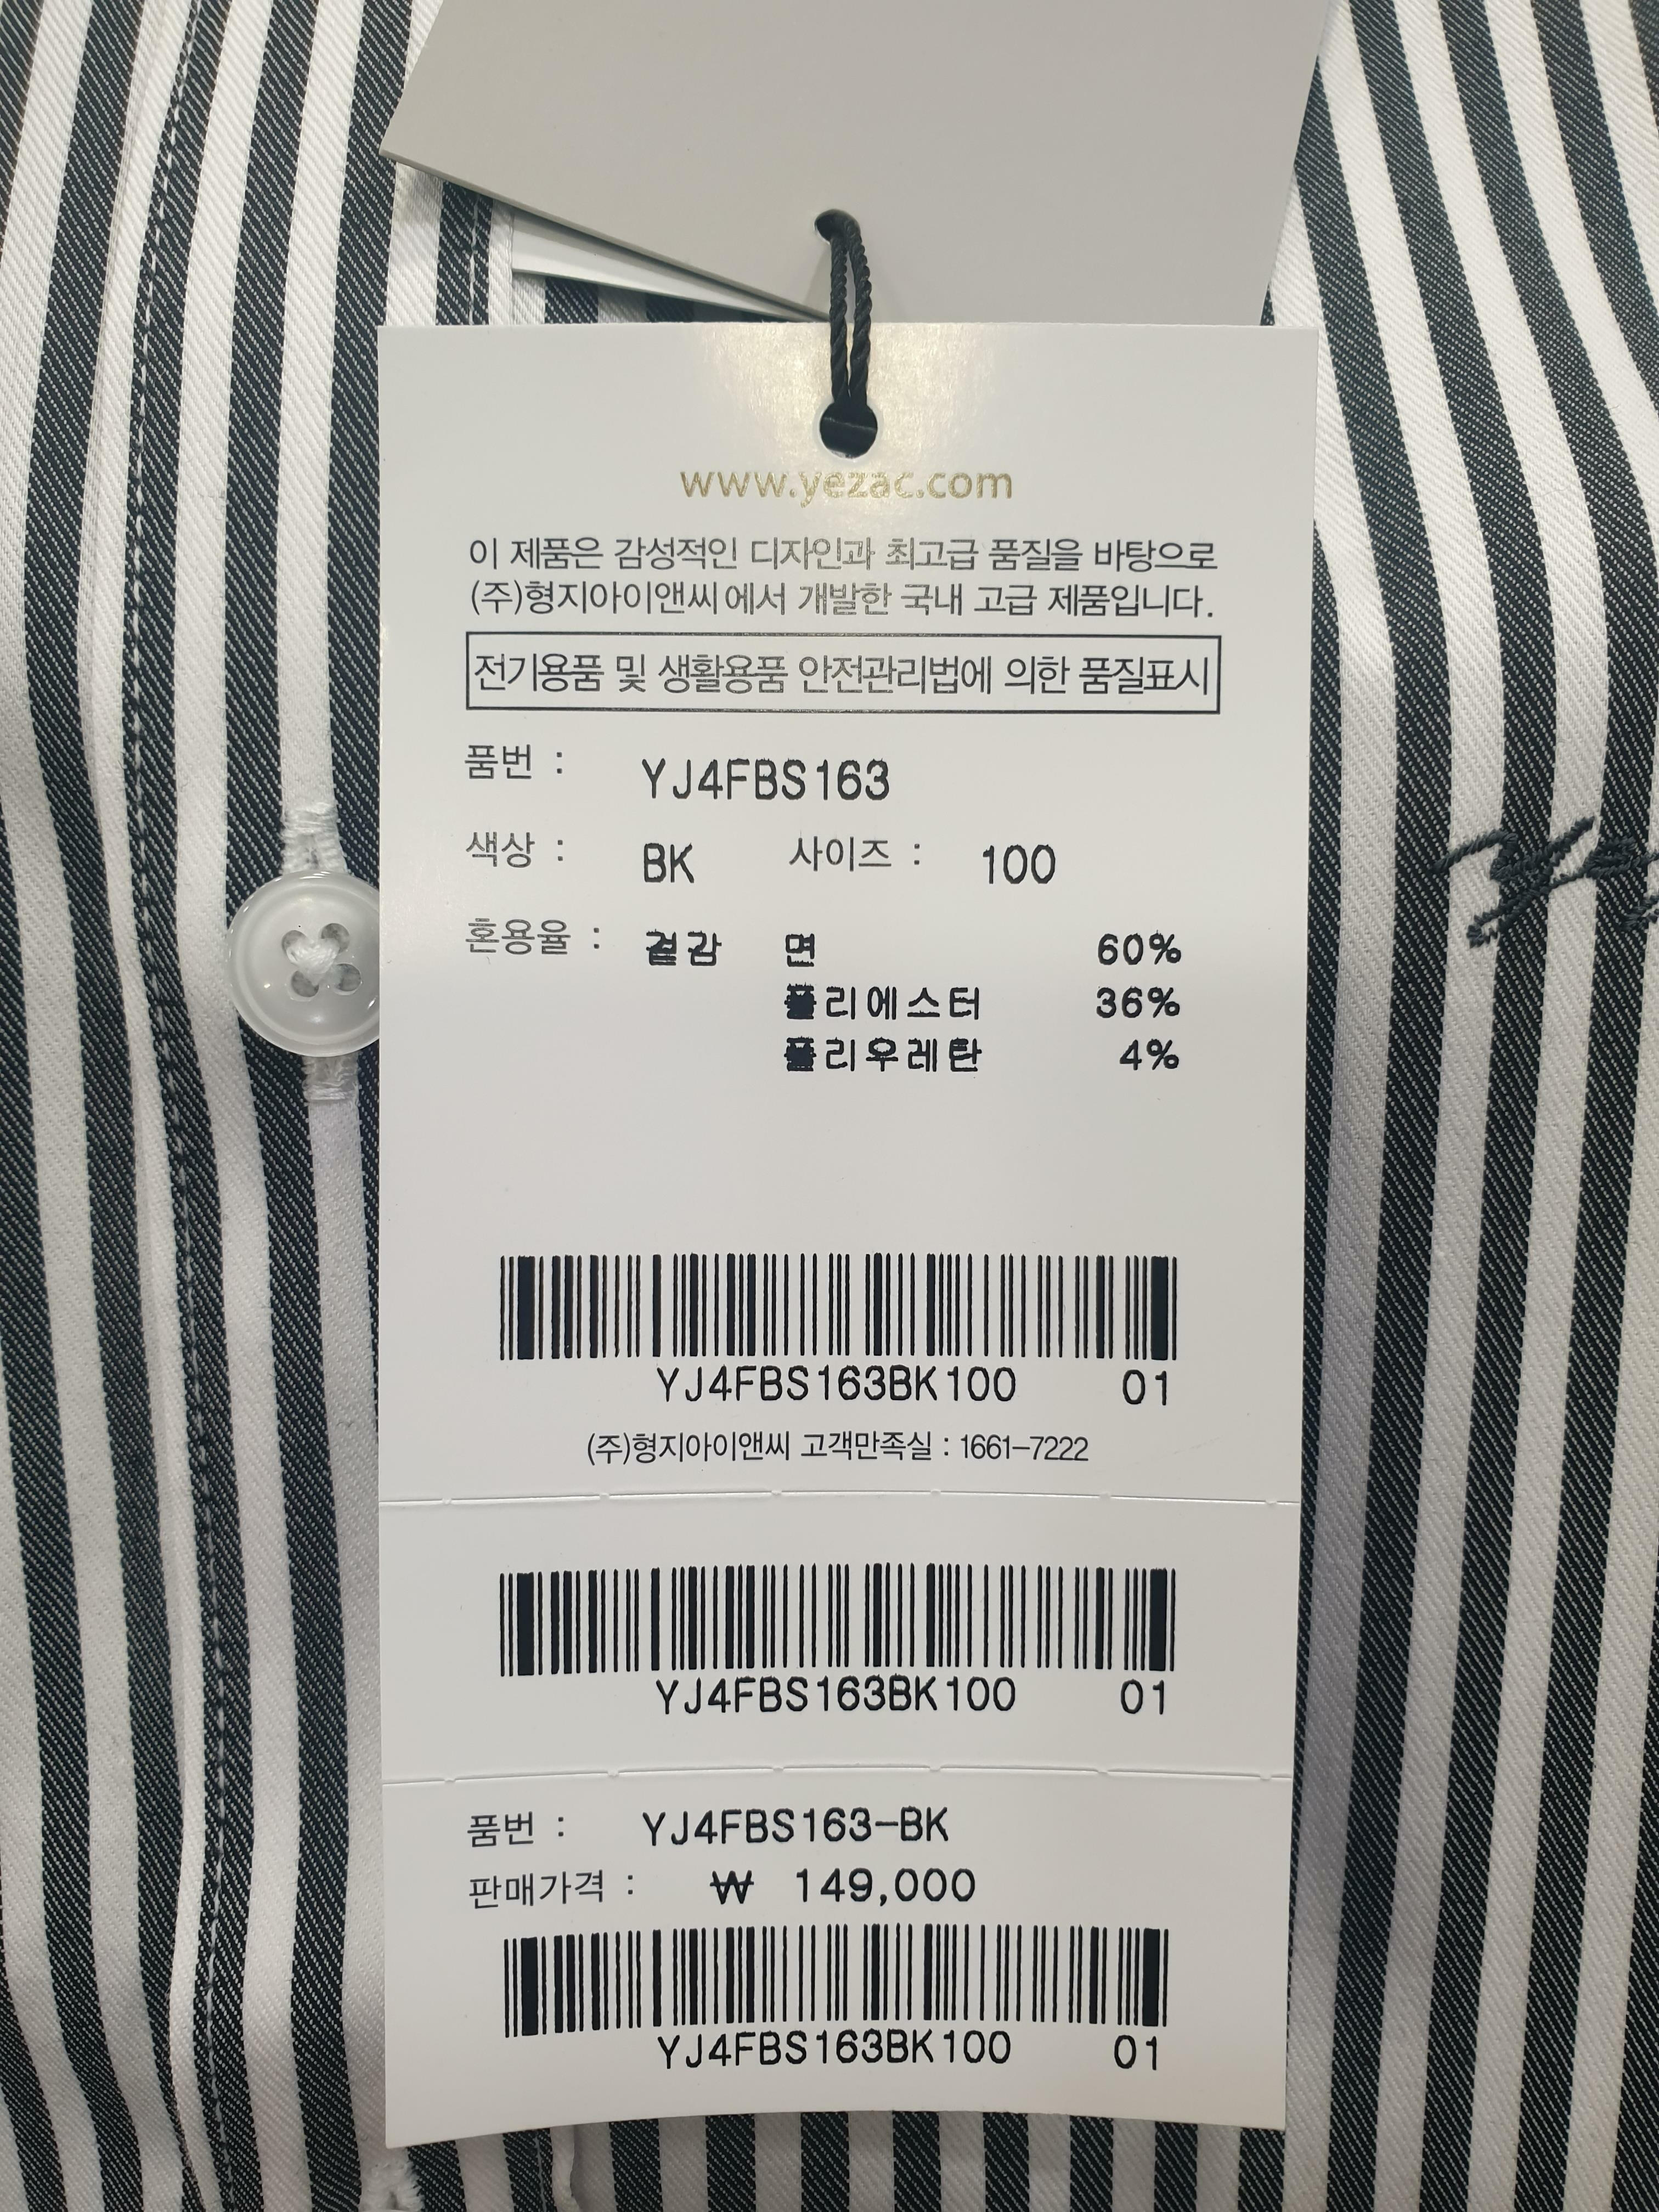 www.yezac.com
이 제품은 감성적인 디자인과 최고급 품질을 바탕으로
(주)형지아이앤씨에서 개발한 국내 고급 제품입니다.
전기용품 및 생활용품 안전관리법에 의한 품질표시
품번 : YJ4FBS163
색상 : BK 사이즈 : 100
혼용율 : 겉감 면 60%
폴리에스터 36%
폴리우레탄 4%
YJ4FBS163BK100 01
(주)형지아이앤씨 고객만족실 : 1661-7222
YJ4FBS163BK100 01
품번 : YJ4FBS163-BK
판매가격 : ₩ 149,000
YJ4FBS163BK100 01